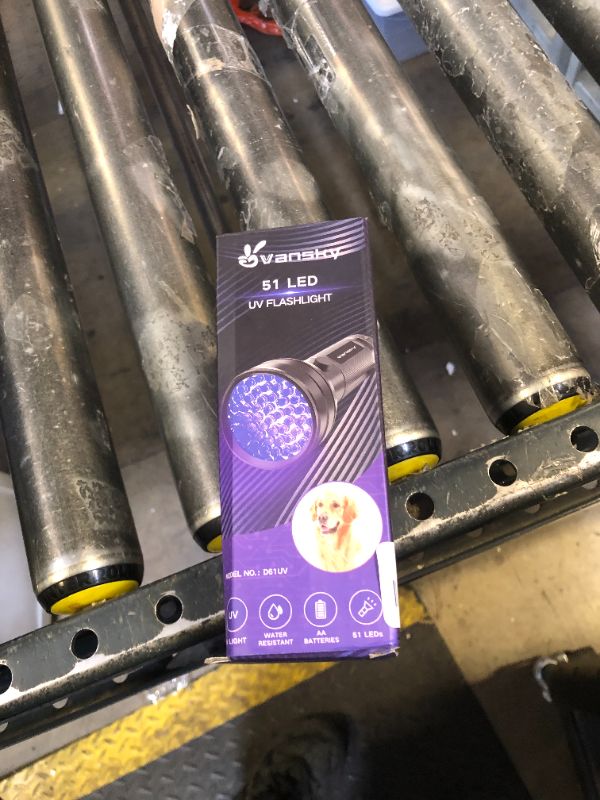 vansky
51 LED
UV FLASHLIGHT
MODEL NO.: D61UV
UV
LIGHT
WATER
RESISTANT
AA
BATTERIES
51 LEDs